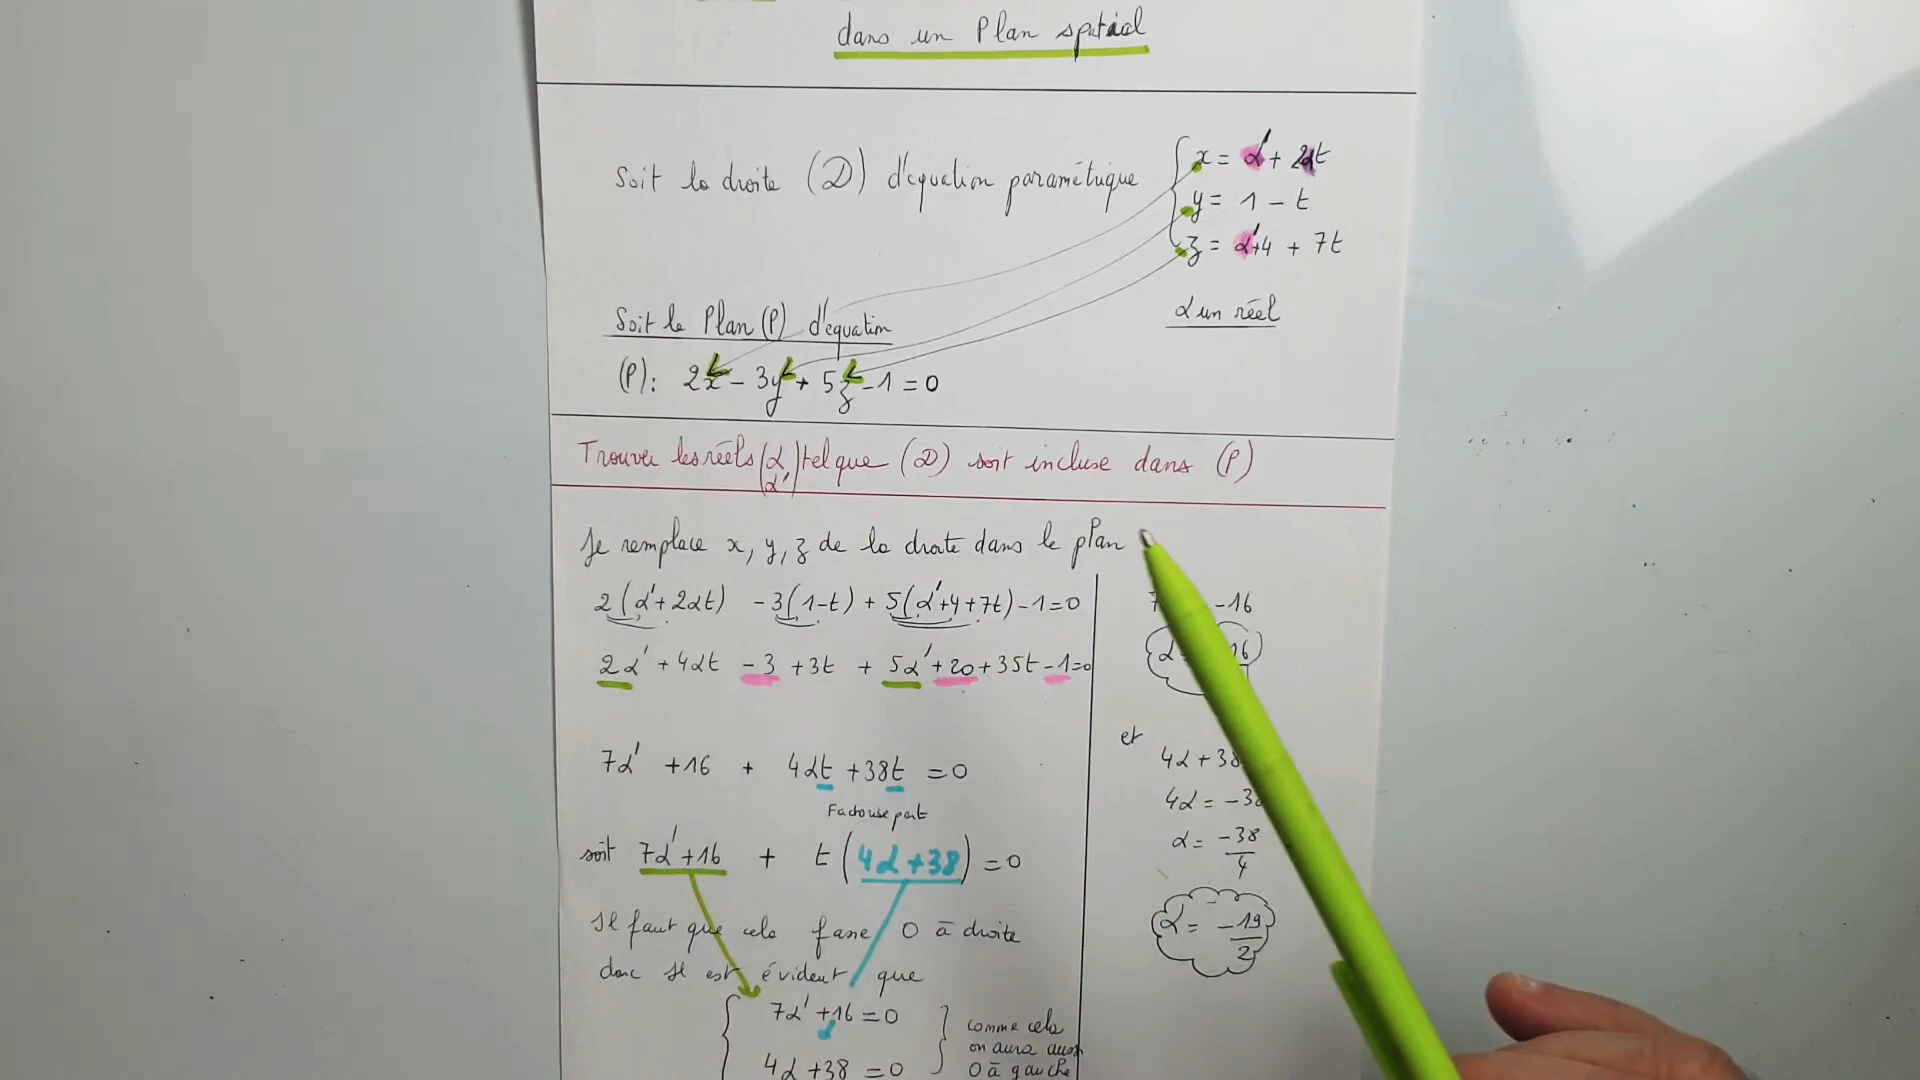 dans un Plan spatial
Soit la droite (D) d'équation paramétrique
x = α' + 2αt
y = 1 - t
z = α'+4 + 7t
α un réel
Soit le Plan (P) d'équation
(P): 2x - 3y + 5z - 1 = 0
Trouver les réels (α α') tel que (D) soit incluse dans (P)
Je remplace x, y, z de la droite dans le plan
2(α'+2αt) -3(1-t) + 5(α'+4+7t) -1=0
2α' + 4αt -3 +3t + 5α' +20 +35t -1=0
7α' +16 + 4αt +38t = 0
Factorise par t
soit 7α'+16 + t(4α+38) = 0
Il faut que cela fasse 0 à droite
donc il est évident que
7α' +16 = 0
4α +38 = 0
comme cela
on aura aussi
0 à gauche
-16
et
4α + 38
4α = -38
α = -38/4
α = -19/2